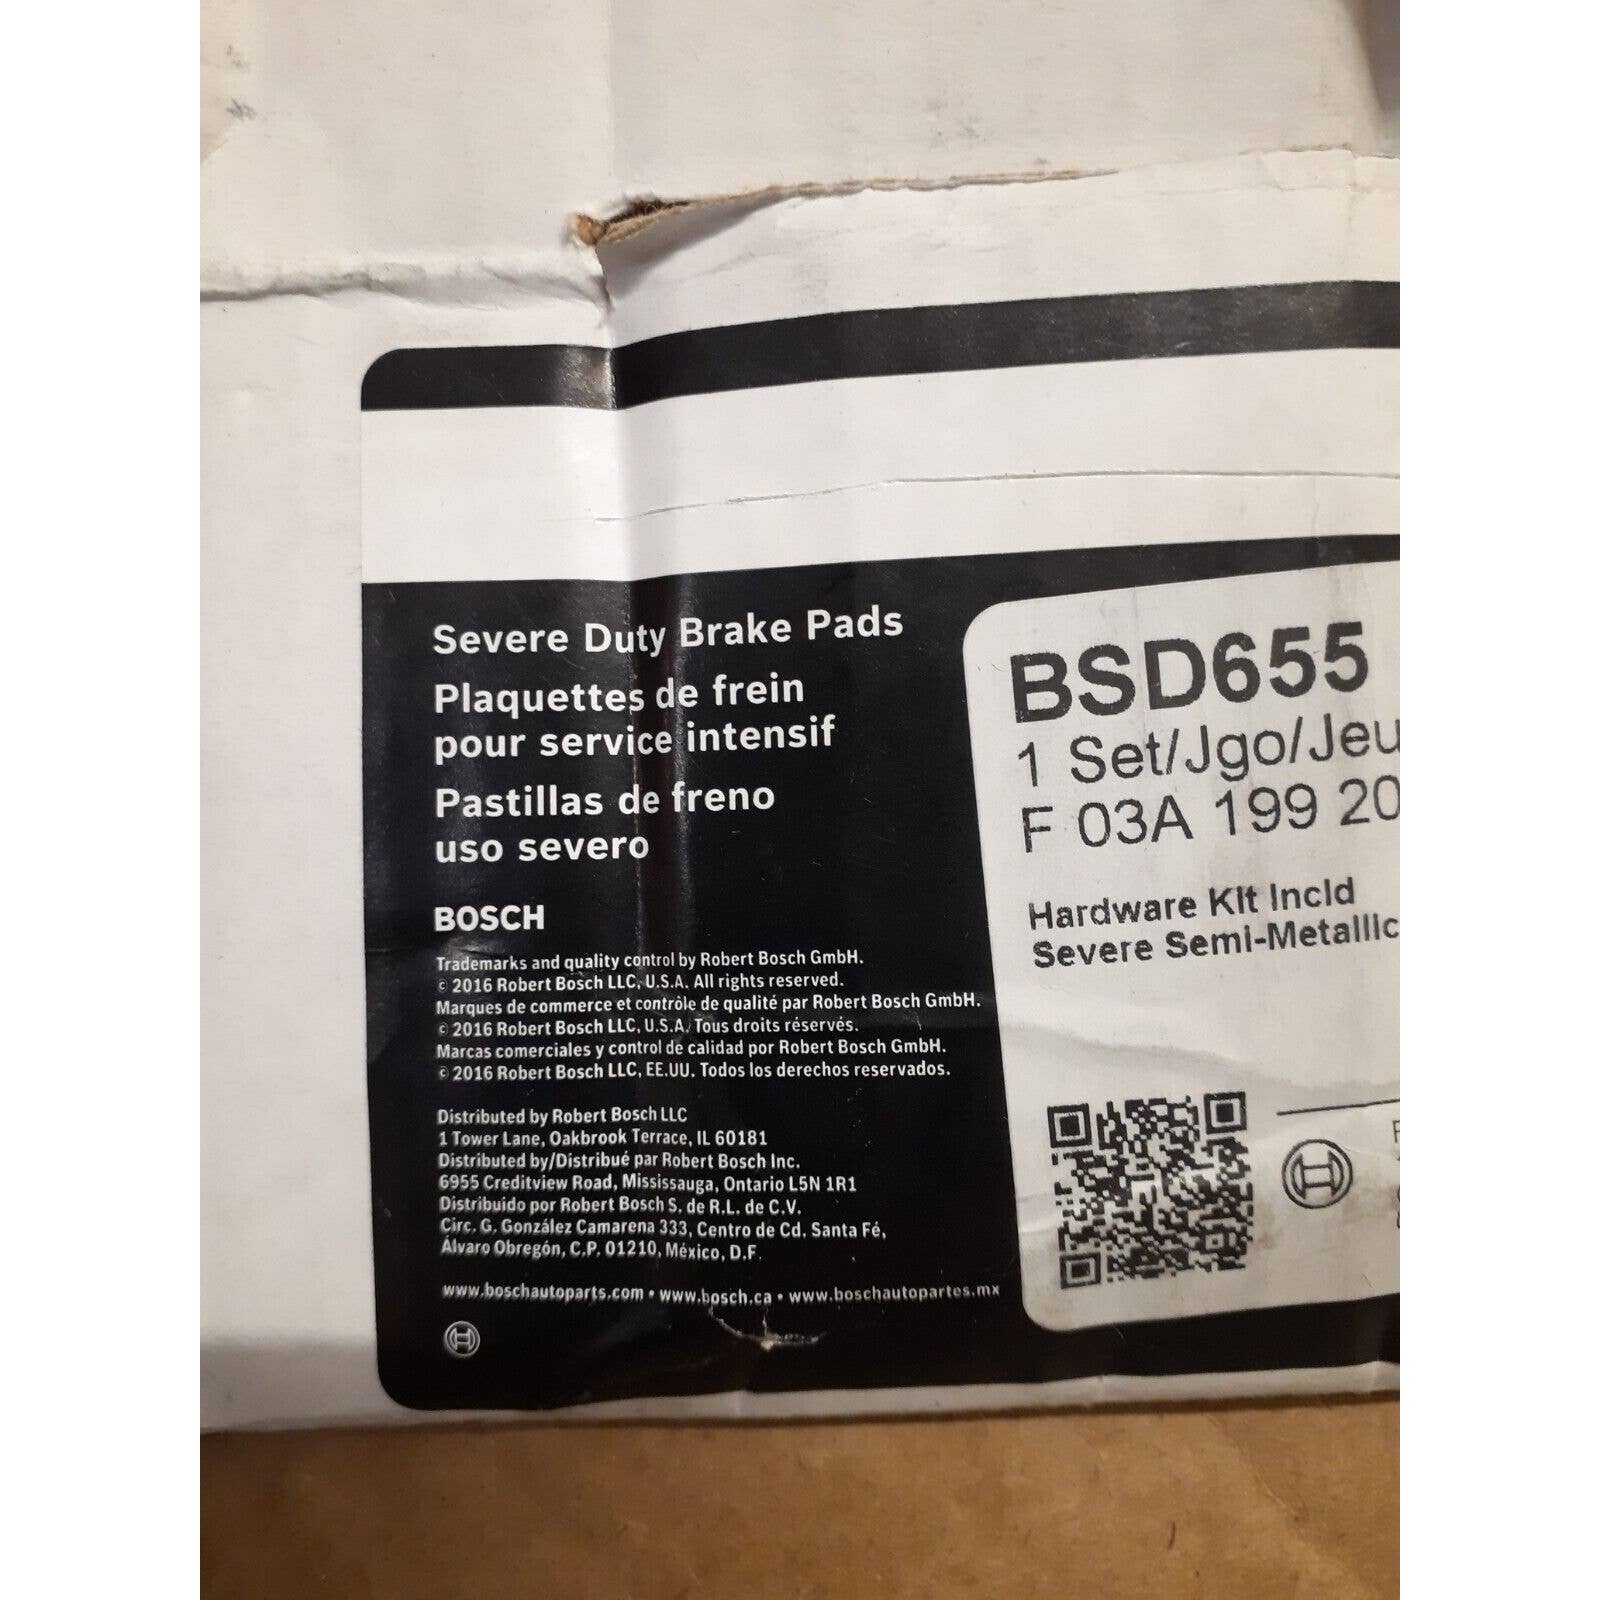 Severe Duty Brake Pads
Plaquettes de frein
pour service intensif
Pastillas de freno
uso severo
BOSCH
Trademarks and quality control by Robert Bosch GmbH.
© 2016 Robert Bosch LLC, U.S.A. All rights reserved.
Marques de commerce et contrôle de qualité par Robert Bosch GmbH.
© 2016 Robert Bosch LLC, U.S.A. Tous droits réservés.
Marcas comerciales y control de calidad por Robert Bosch GmbH.
© 2016 Robert Bosch LLC, EE.UU. Todos los derechos reservados.
Distributed by Robert Bosch LLC
1 Tower Lane, Oakbrook Terrace, IL 60181
Distributed by/Distribué par Robert Bosch Inc.
6955 Creditview Road, Mississauga, Ontario L5N 1R1
Distribuido por Robert Bosch S. de R.L. de C.V.
Circ. G. González Camarena 333, Centro de Cd. Santa Fé,
Álvaro Obregón, C.P. 01210, México, D.F.
www.boschautoparts.com • www.bosch.ca • www.boschautopartes.mx
BSD655
1 Set/Jgo/Jeu
F 03A 199 20
Hardware Kit Incld
Severe Semi-Metallic